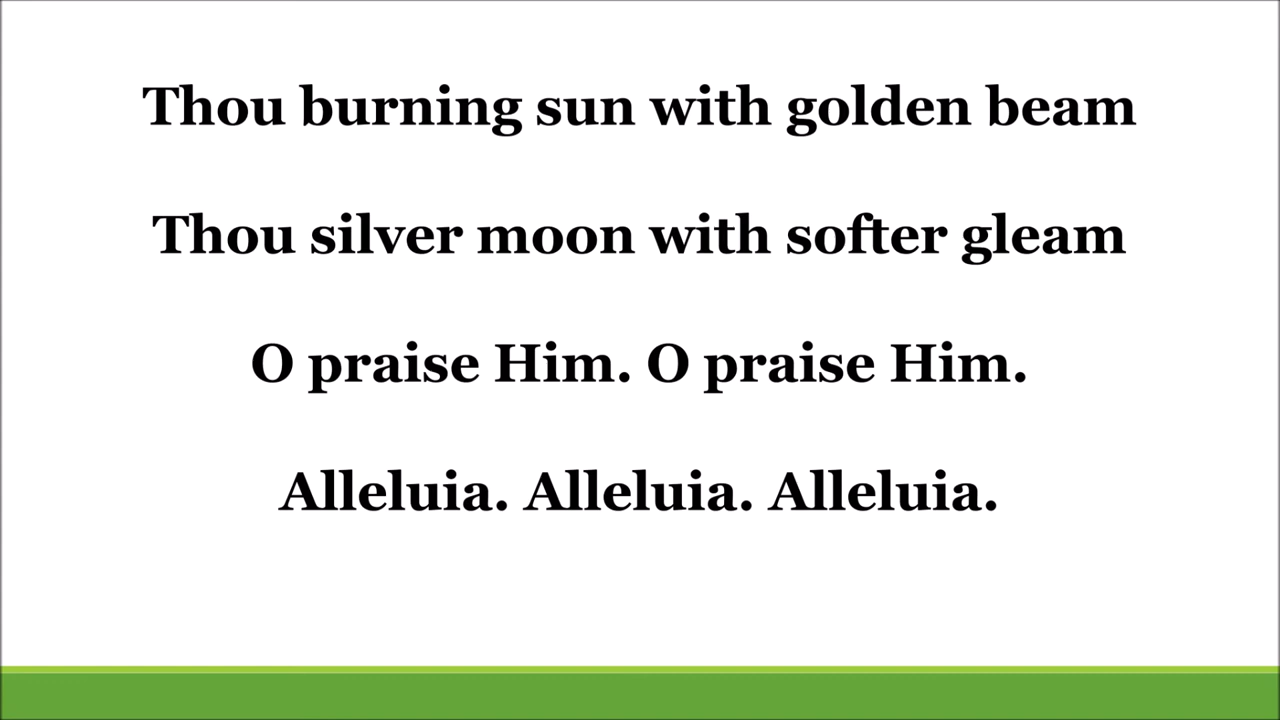 Thou burning sun with golden beam
Thou silver moon with softer gleam
O praise Him. O praise Him.
Alleluia. Alleluia. Alleluia.